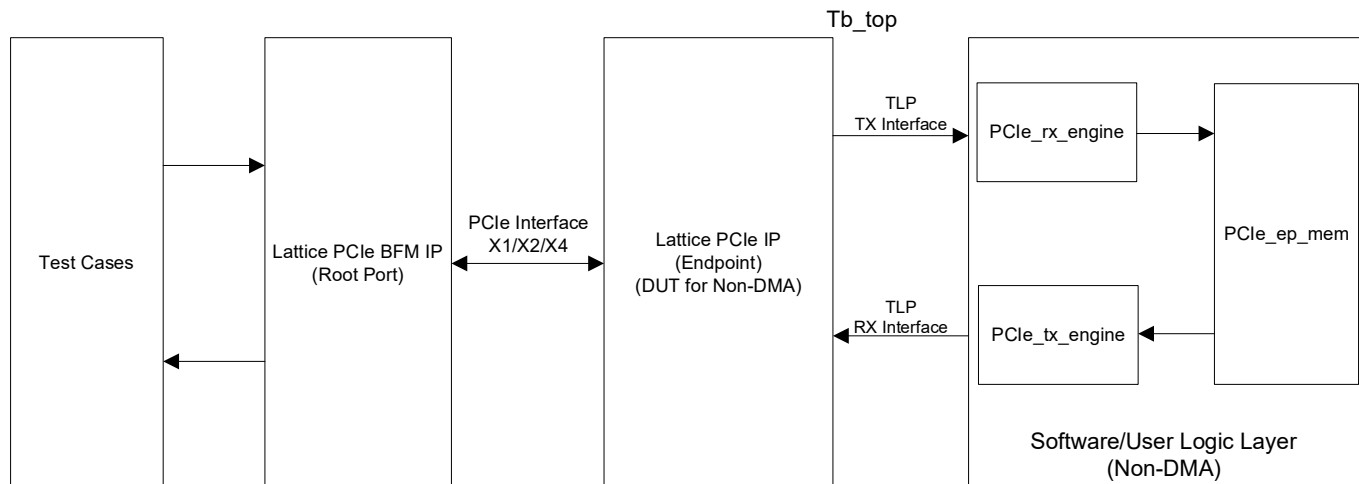 Tb_top
Test Cases
Lattice PCIe BFM IP
(Root Port)
PCIe Interface
X1/X2/X4
Lattice PCIe IP
(Endpoint)
(DUT for Non-DMA)
TLP
TX Interface
TLP
RX Interface
PCIe_rx_engine
PCIe_ep_mem
PCIe_tx_engine
Software/User Logic Layer
(Non-DMA)